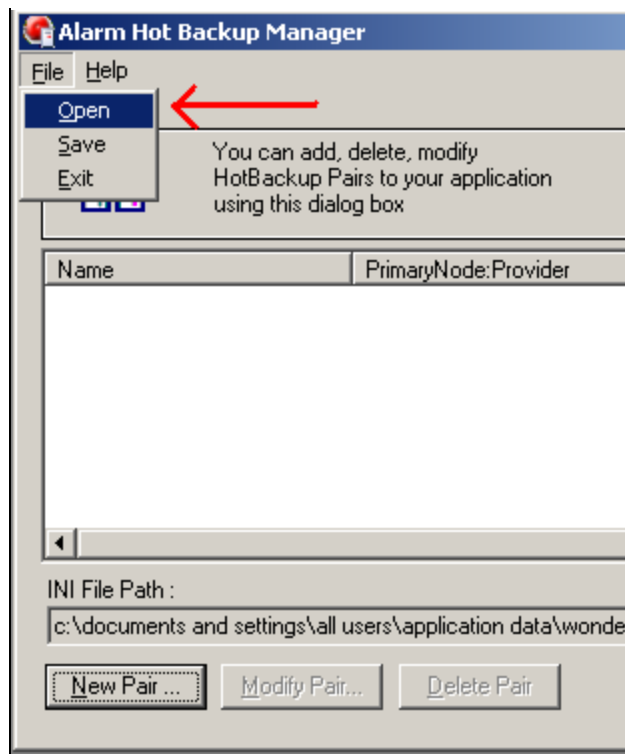 Alarm Hot Backup Manager
File Help
Open
Save
Exit
You can add, delete, modify
HotBackup Pairs to your application
using this dialog box
Name PrimaryNode:Provider
INI File Path :
c:\documents and settings\all users\application data\wonde
New Pair ... Modify Pair... Delete Pair